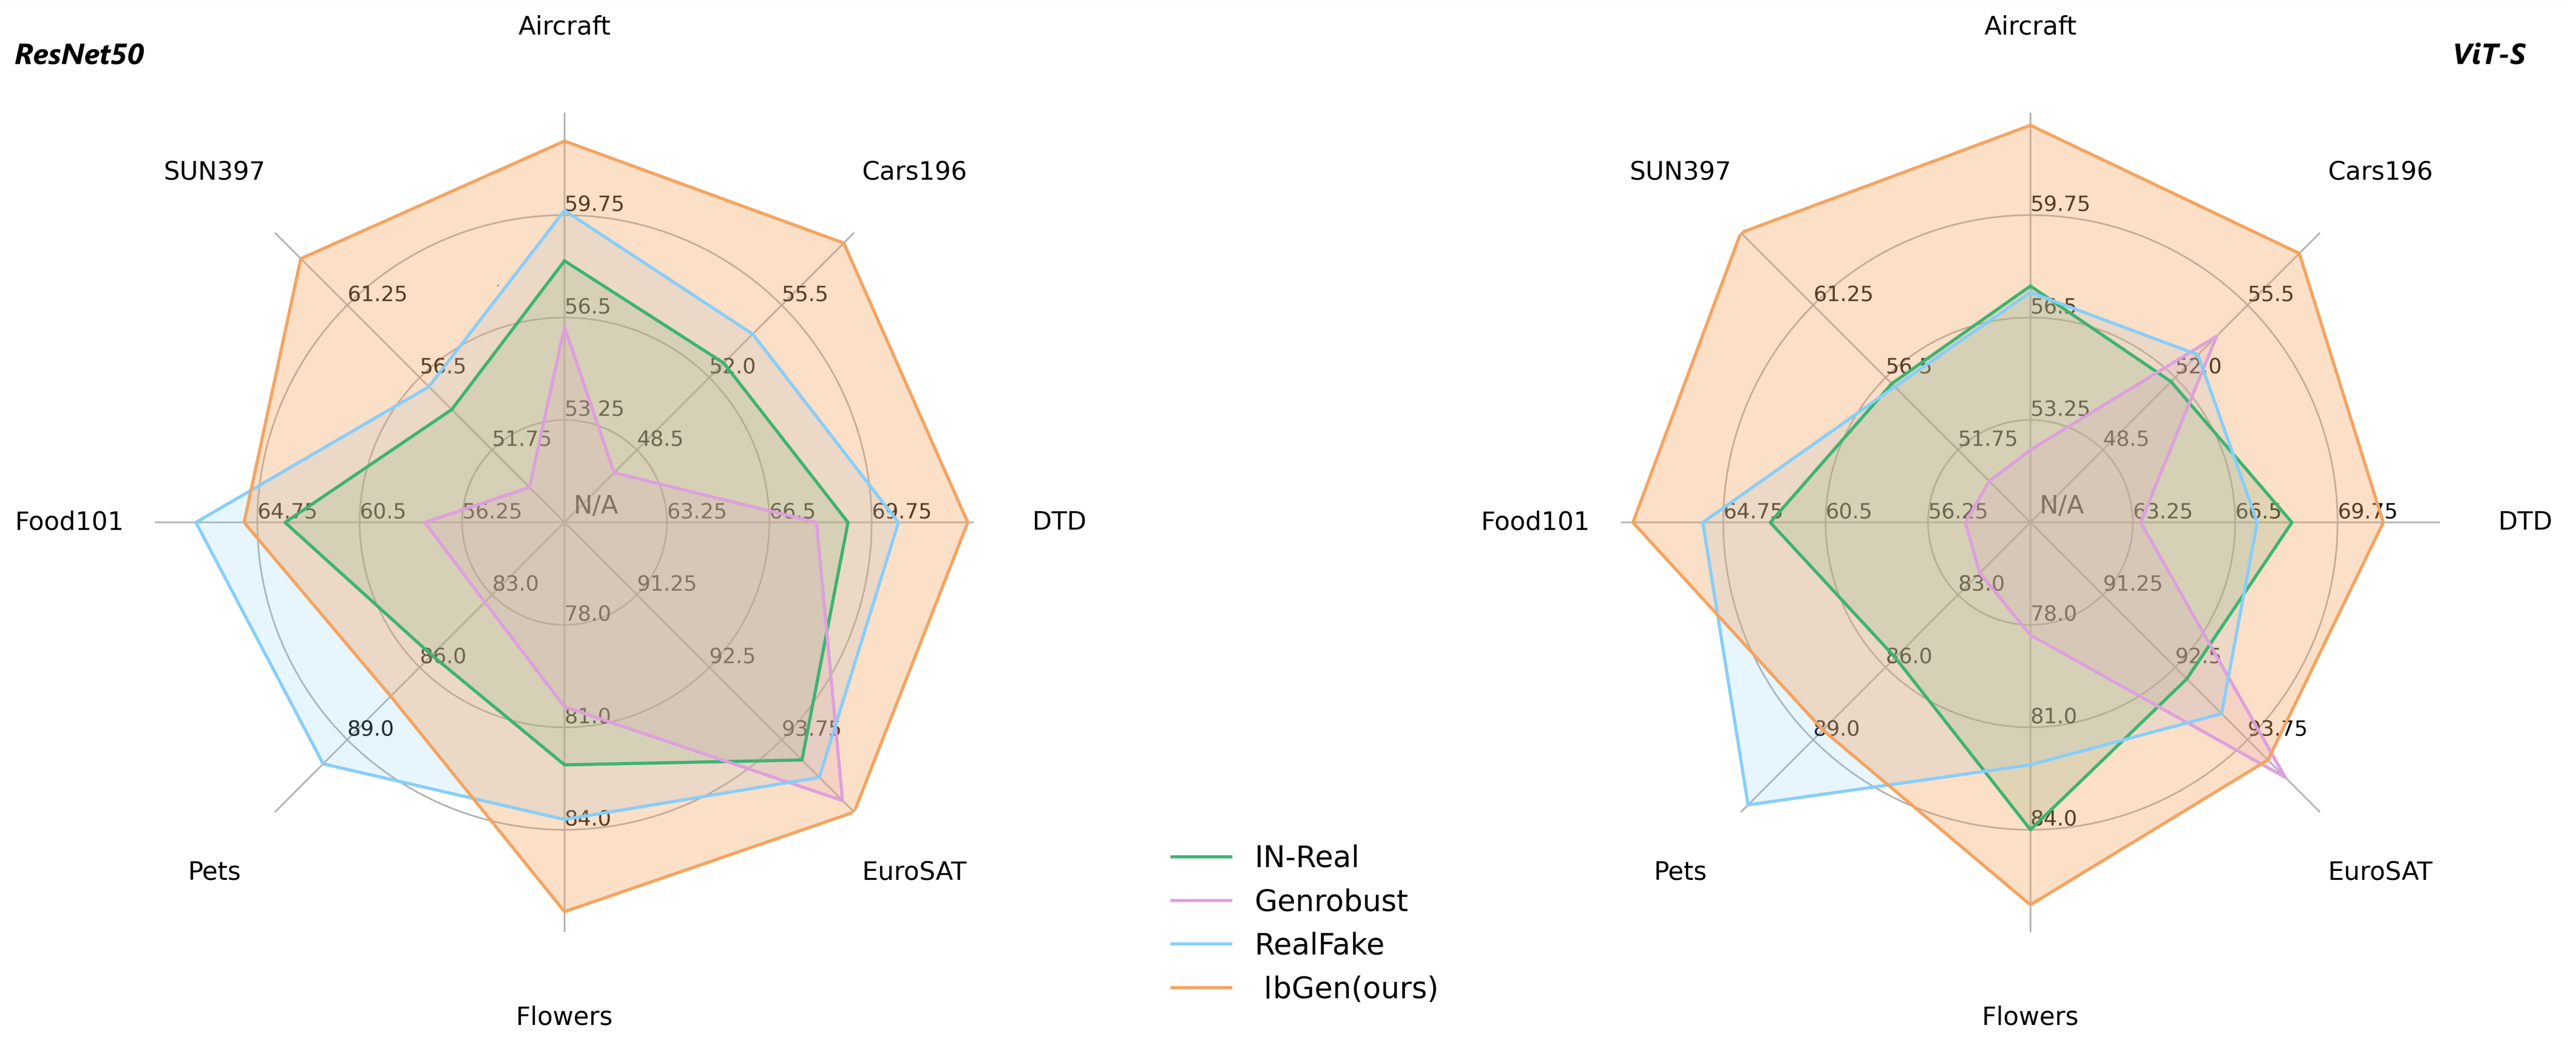 Aircraft
Aircraft
ResNet50
ViT-S
SUN397
Cars196
SUN397
Cars196
59.75
59.75
61.25
55.5
61.25
55.5
56.5
56.5
56.5
52.0
56.5
52.0
53.25
53.25
51.75
48.5
51.75
48.5
Food101
64.75
60.5
56.25
N/A
63.25
66.5
69.75
DTD
Food101
64.75
60.5
56.25
N/A
63.25
66.5
69.75
DTD
83.0
91.25
83.0
91.25
78.0
78.0
86.0
92.5
86.0
92.5
81.0
81.0
89.0
93.75
89.0
93.75
84.0
84.0
Pets
EuroSAT
Pets
EuroSAT
IN-Real
Genrobust
RealFake
lbGen(ours)
Flowers
Flowers